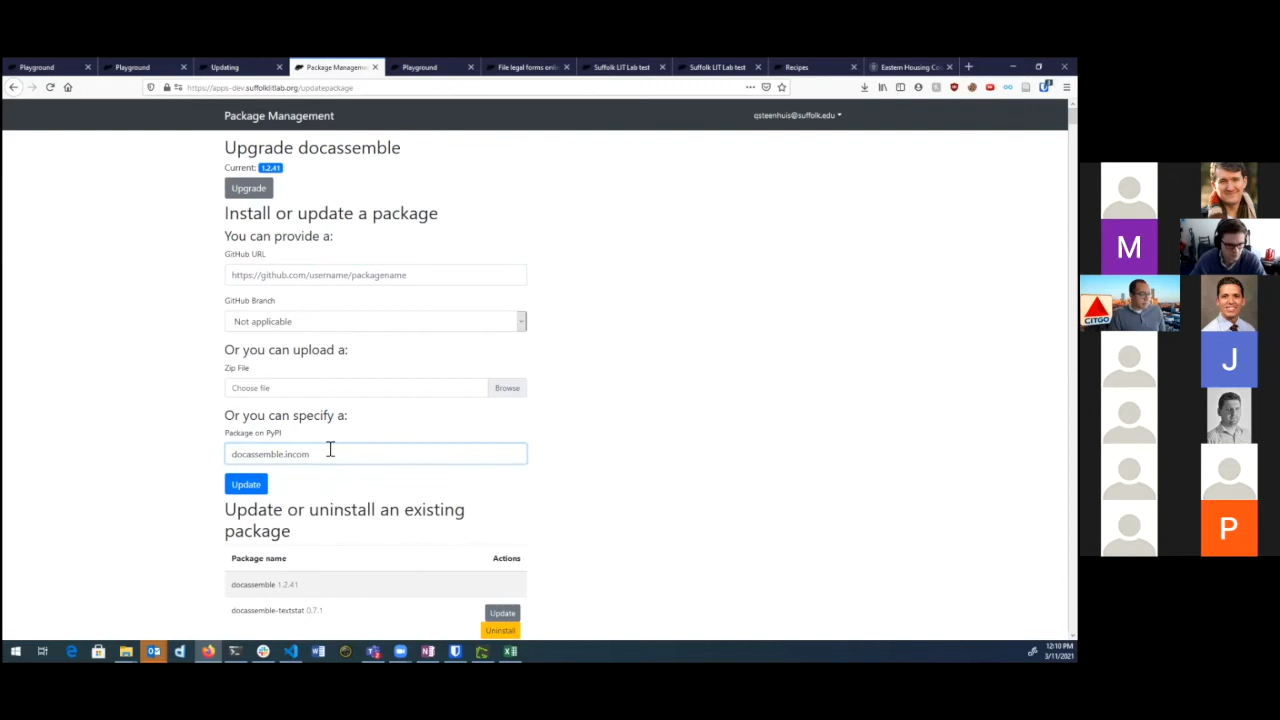 Playground
Playground
Updating
Package Managemen
Playground
File legal forms onli
Suffolk LIT Lab test
Suffolk LIT Lab test
Recipes
Eastern Housing Cou
https://apps-dev.suffolklitlab.org/updatepackage
Package Management
qsteenhuis@suffolk.edu
Upgrade docassemble
Current: 1.2.41
Upgrade
Install or update a package
You can provide a:
GitHub URL
https://github.com/username/packagename
GitHub Branch
Not applicable
Or you can upload a:
Zip File
Choose file
Browse
Or you can specify a:
Package on PyPI
docassemble.incom
Update
Update or uninstall an existing
package
Package name
Actions
docassemble 1.2.41
docassemble-textstat 0.7.1
Update
Uninstall
M
CITGO
J
P
12:10 PM
3/11/2021